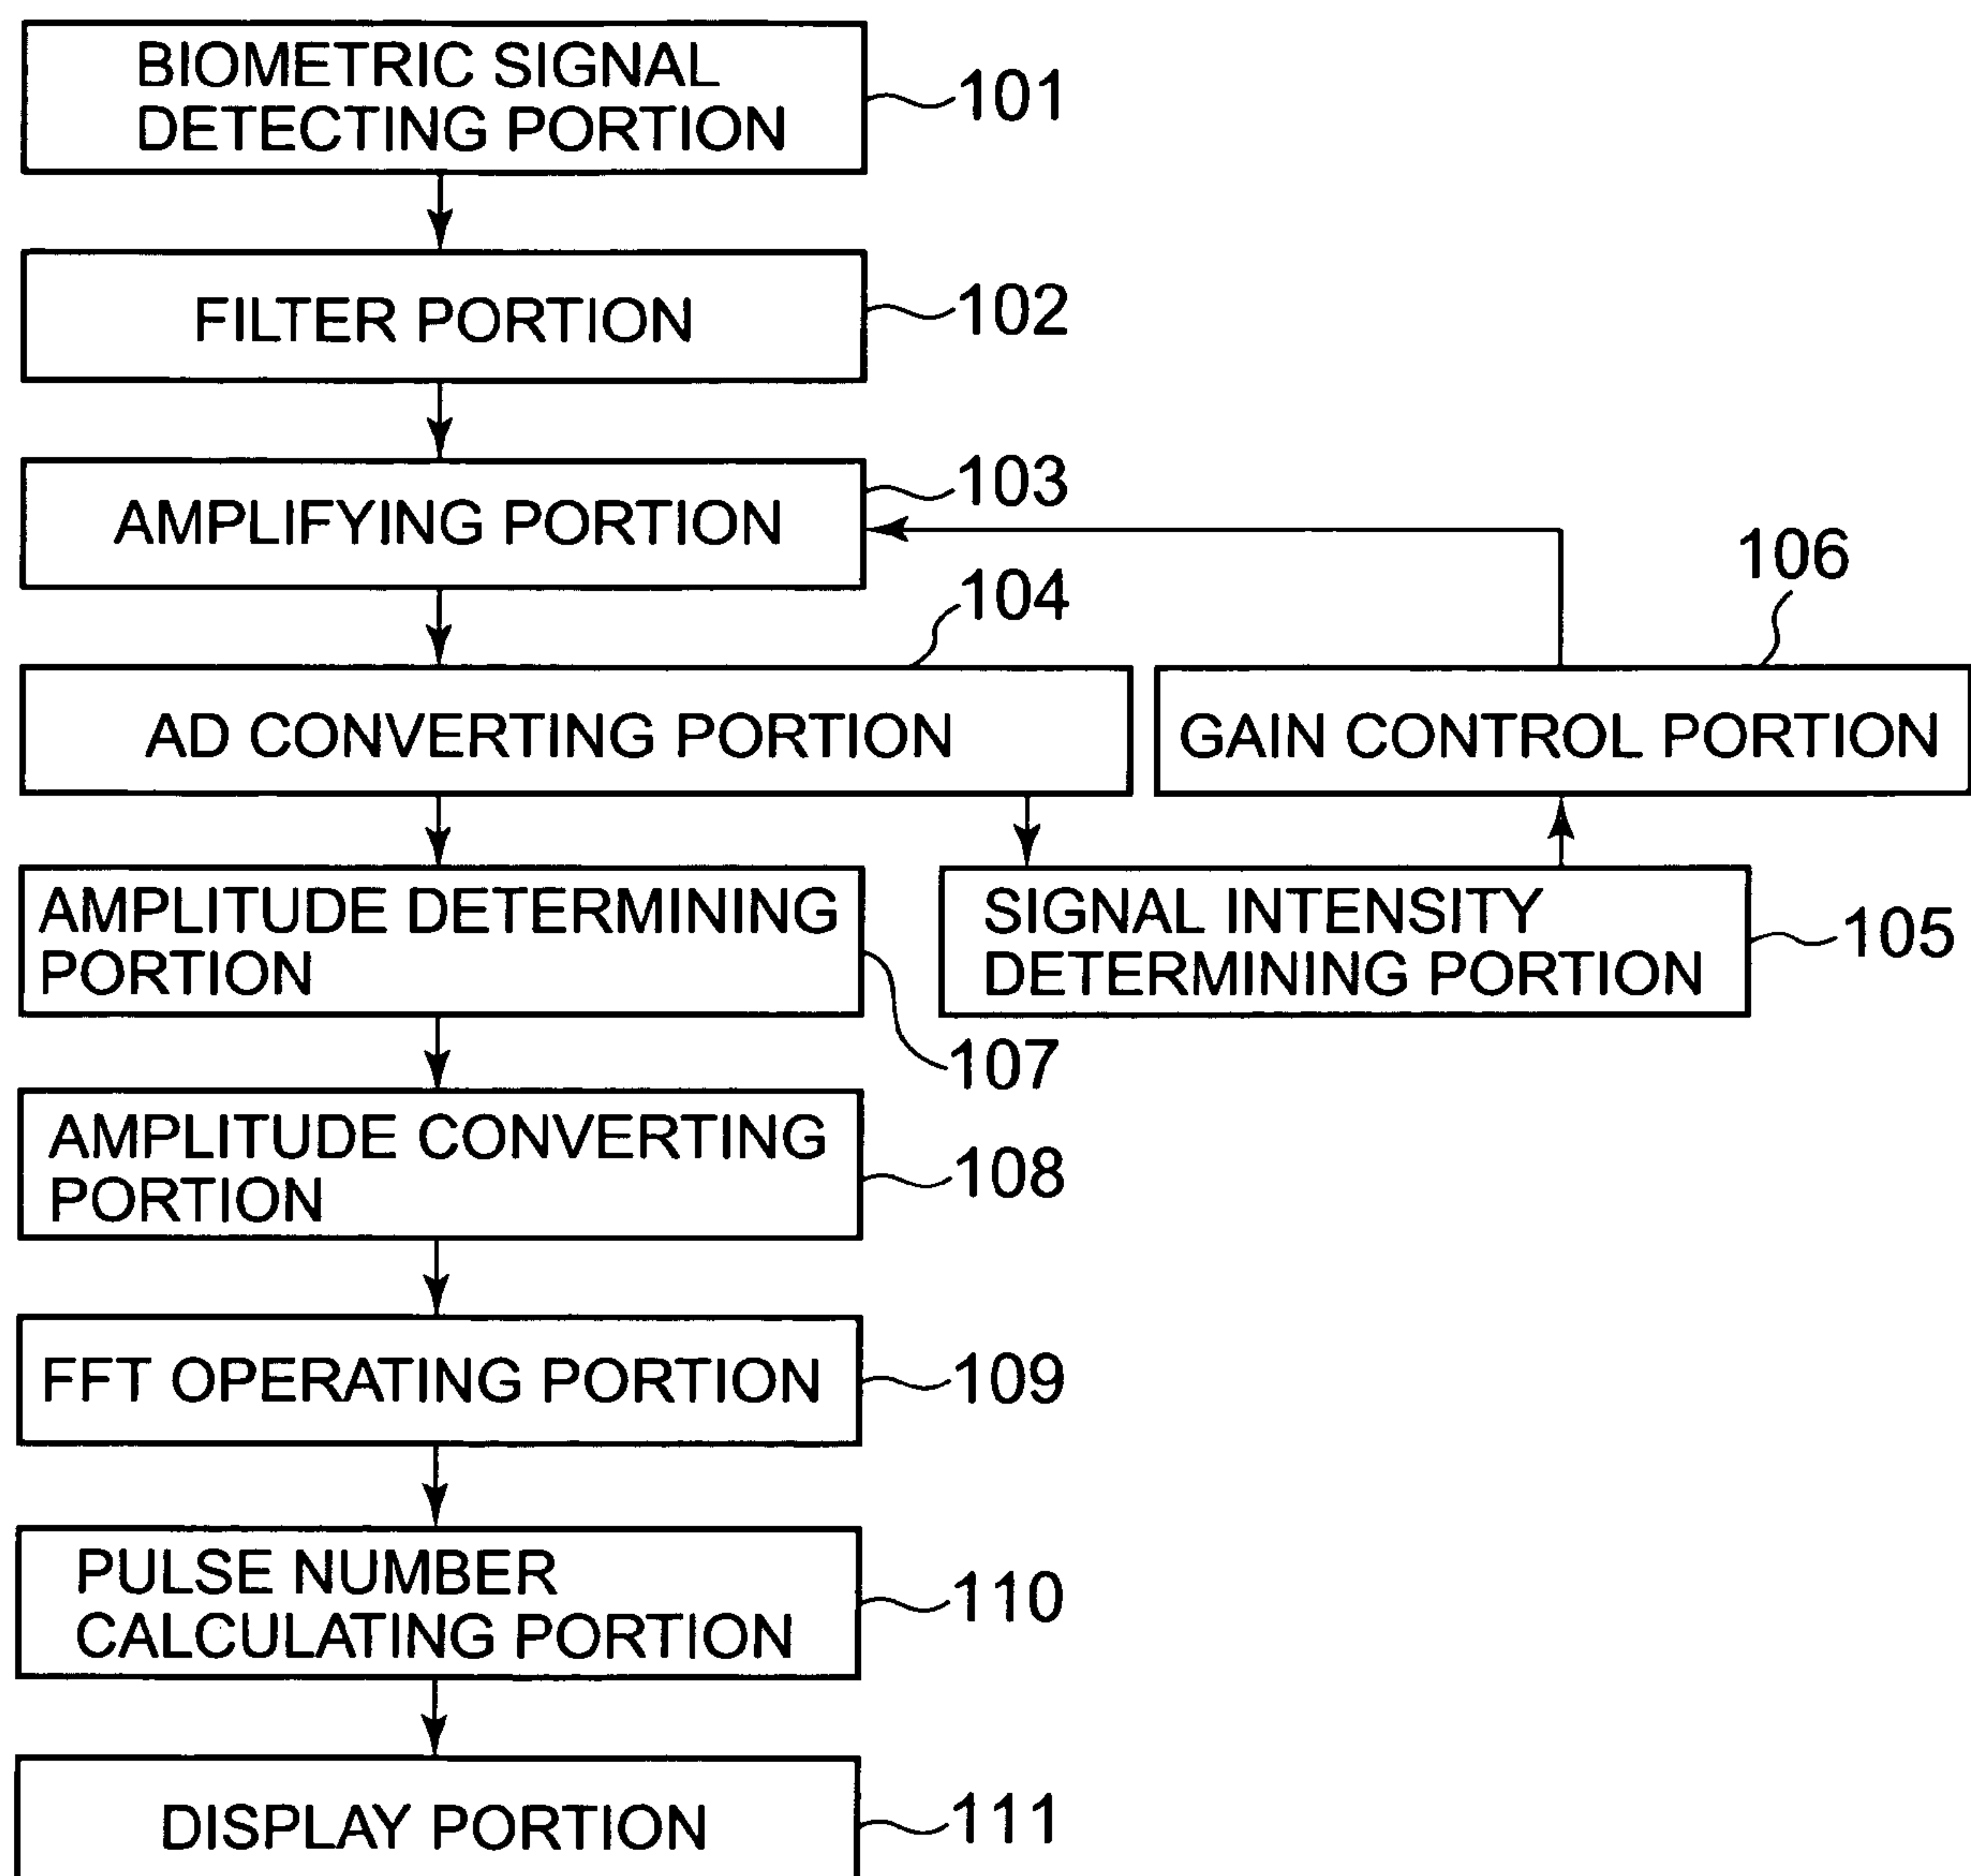 BIOMETRIC SIGNAL
DETECTING PORTION
101
FILTER PORTION
102
AMPLIFYING PORTION
103
104
106
AD CONVERTING PORTION
GAIN CONTROL PORTION
AMPLITUDE DETERMINING
PORTION
107
SIGNAL INTENSITY
DETERMINING PORTION
105
AMPLITUDE CONVERTING
PORTION
108
FFT OPERATING PORTION
109
PULSE NUMBER
CALCULATING PORTION
110
DISPLAY PORTION
111